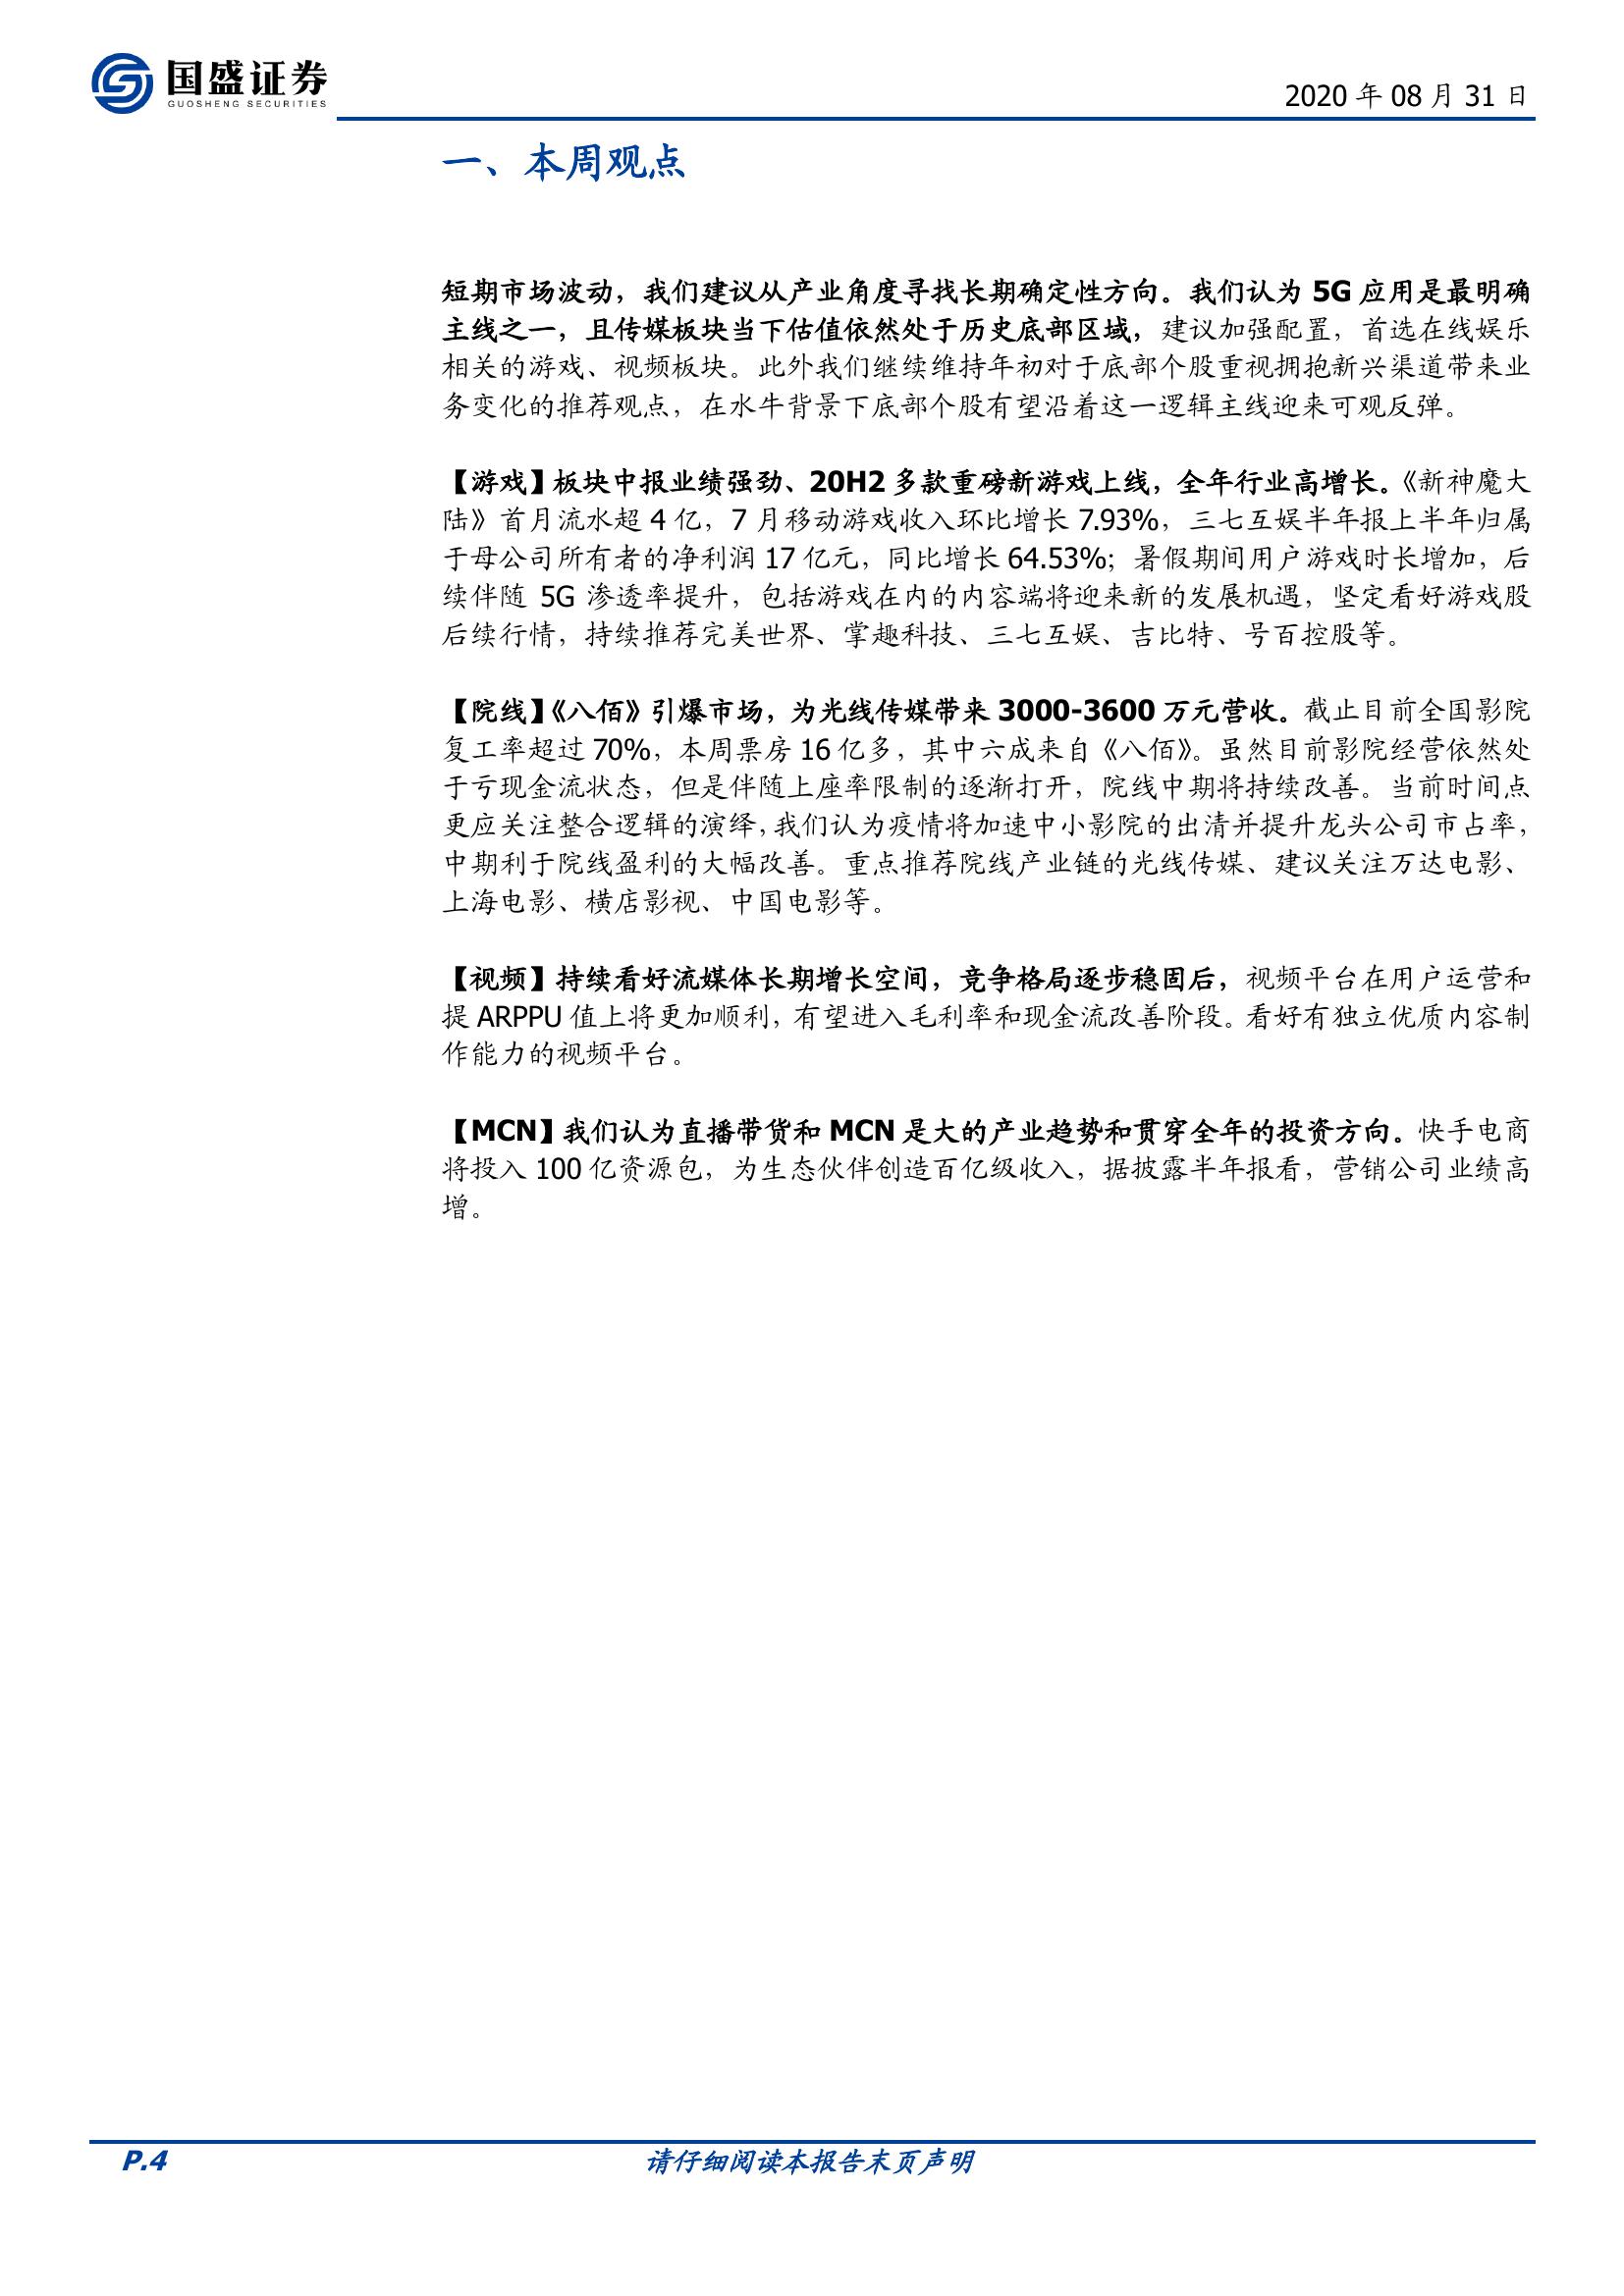 国盛证券
GUOSHENG SECURITIES
2020 年 08 月 31 日
一、本周观点
短期市场波动，我们建议从产业角度寻找长期确定性方向。我们认为 5G 应用是最明确
主线之一，且传媒板块当下估值依然处于历史底部区域，建议加强配置，首选在线娱乐
相关的游戏、视频板块。此外我们继续维持年初对于底部个股重视拥抱新兴渠道带来业
务变化的推荐观点，在水牛背景下底部个股有望沿着这一逻辑主线迎来可观反弹。
【游戏】板块中报业绩强劲、20H2 多款重磅新游戏上线，全年行业高增长。《新神魔大
陆》首月流水超 4 亿，7 月移动游戏收入环比增长 7.93%，三七互娱半年报上半年归属
于母公司所有者的净利润 17 亿元，同比增长 64.53%；暑假期间用户游戏时长增加，后
续伴随 5G 渗透率提升，包括游戏在内的内容端将迎来新的发展机遇，坚定看好游戏股
后续行情，持续推荐完美世界、掌趣科技、三七互娱、吉比特、号百控股等。
【院线】《八佰》引爆市场，为光线传媒带来 3000-3600 万元营收。截止目前全国影院
复工率超过 70%，本周票房 16 亿多，其中六成来自《八佰》。虽然目前影院经营依然处
于亏现金流状态，但是伴随上座率限制的逐渐打开，院线中期将持续改善。当前时间点
更应关注整合逻辑的演绎，我们认为疫情将加速中小影院的出清并提升龙头公司市占率，
中期利于院线盈利的大幅改善。重点推荐院线产业链的光线传媒、建议关注万达电影、
上海电影、横店影视、中国电影等。
【视频】持续看好流媒体长期增长空间，竞争格局逐步稳固后，视频平台在用户运营和
提 ARPPU 值上将更加顺利，有望进入毛利率和现金流改善阶段。看好有独立优质内容制
作能力的视频平台。
【MCN】我们认为直播带货和 MCN 是大的产业趋势和贯穿全年的投资方向。快手电商
将投入 100 亿资源包，为生态伙伴创造百亿级收入，据披露半年报看，营销公司业绩高
增。
P.4
请仔细阅读本报告末页声明